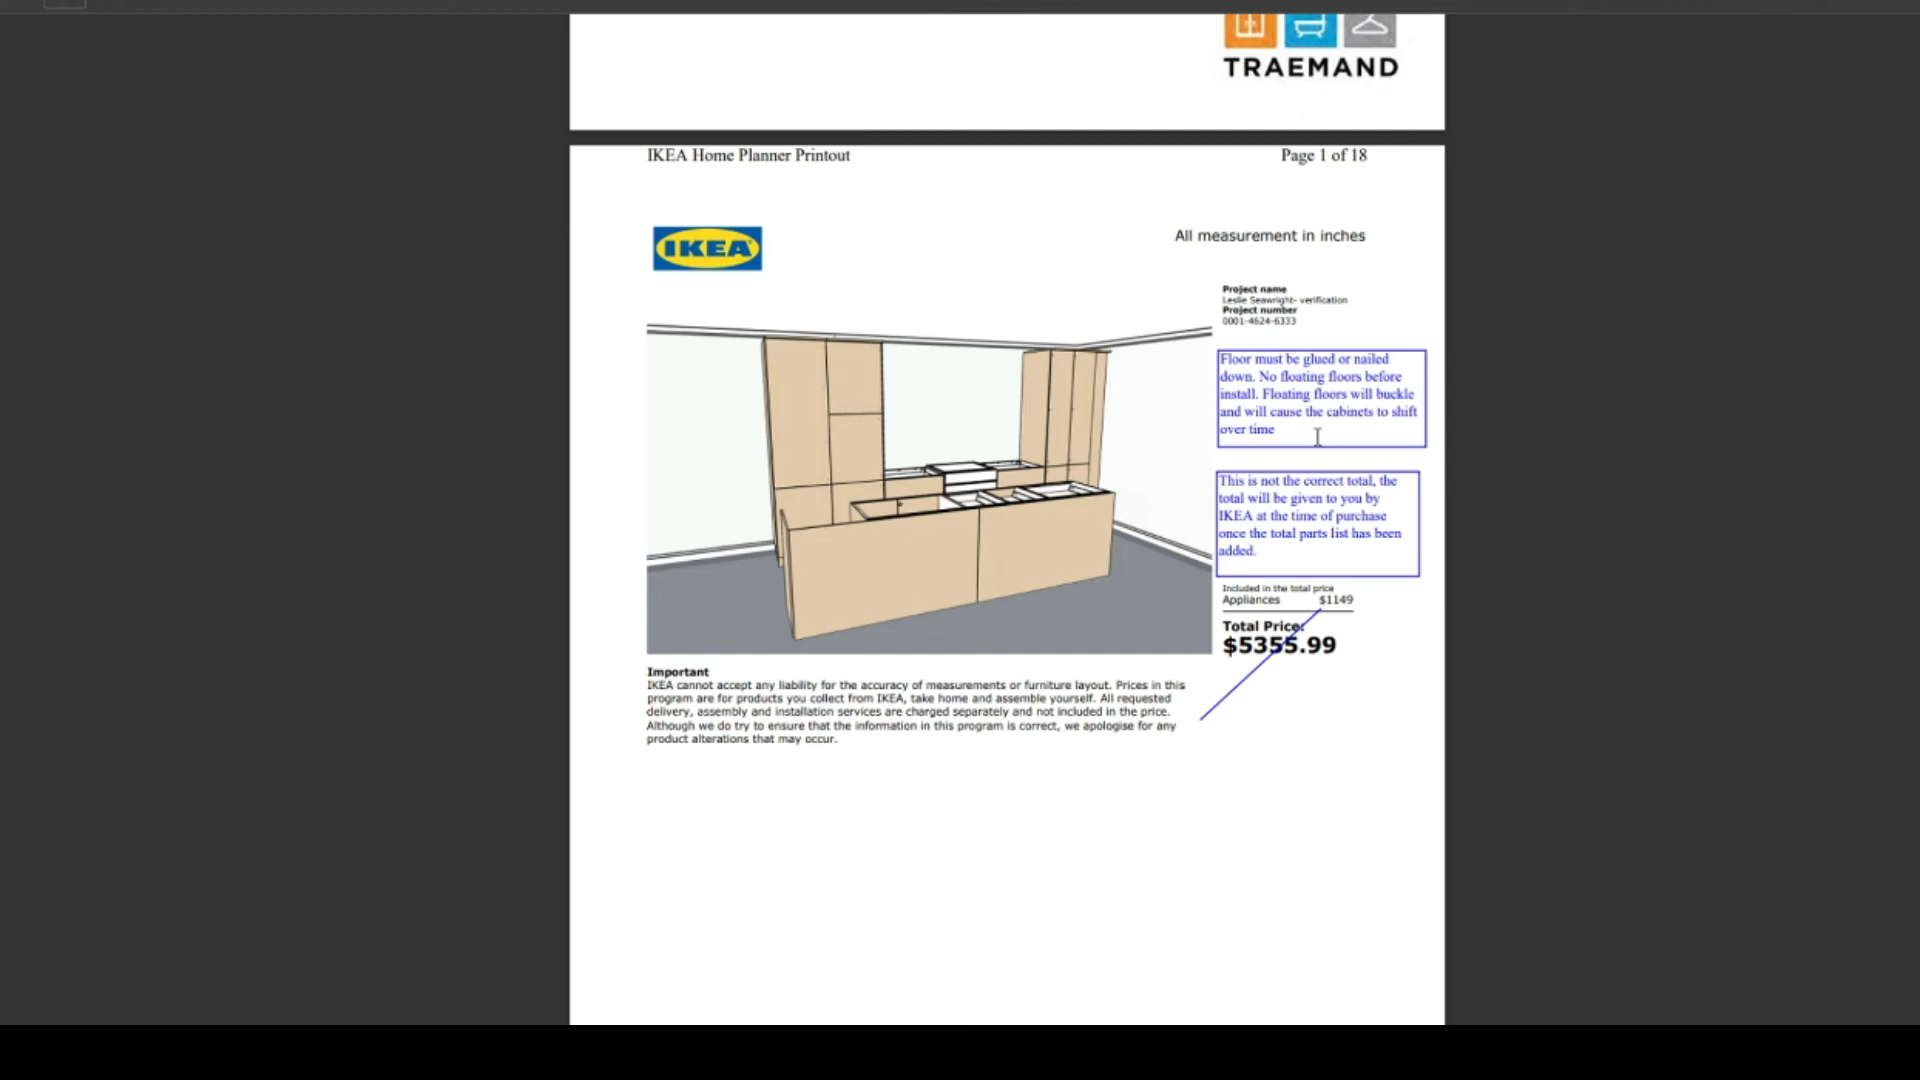 TRAEMAND
IKEA Home Planner Printout
Page 1 of 18
IKEA
All measurement in inches
Project name
Leslie Seawright- verification
Project number
0001-4624-6333
Floor must be glued or nailed
down. No floating floors before
install. Floating floors will buckle
and will cause the cabinets to shift
over time
This is not the correct total, the
total will be given to you by
IKEA at the time of purchase
once the total parts list has been
added.
Included in the total price
Appliances $1149
Total Price:
$5355.99
Important
IKEA cannot accept any liability for the accuracy of measurements or furniture layout. Prices in this
program are for products you collect from IKEA, take home and assemble yourself. All requested
delivery, assembly and installation services are charged separately and not included in the price.
Although we do try to ensure that the information in this program is correct, we apologise for any
product alterations that may occur.